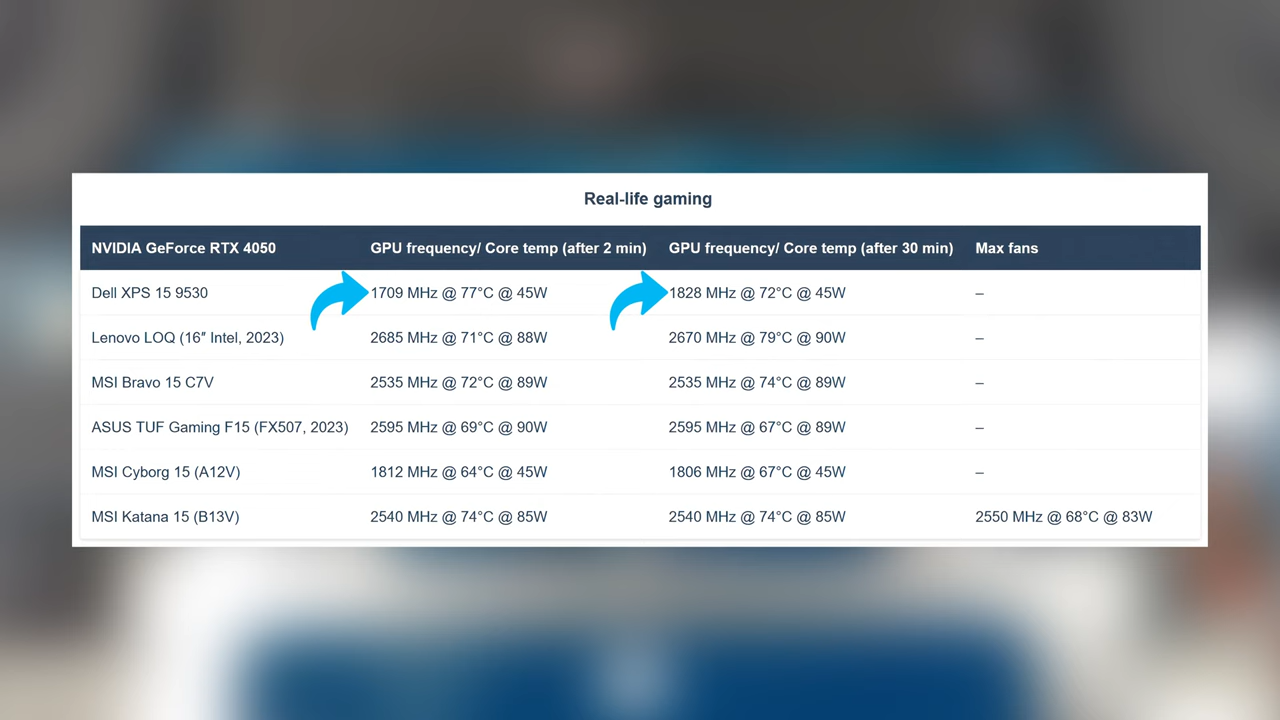 Real-life gaming
NVIDIA GeForce RTX 4050 GPU frequency/ Core temp (after 2 min) GPU frequency/ Core temp (after 30 min) Max fans
Dell XPS 15 9530 1709 MHz @ 77°C @ 45W 1828 MHz @ 72°C @ 45W –
Lenovo LOQ (16″ Intel, 2023) 2685 MHz @ 71°C @ 88W 2670 MHz @ 79°C @ 90W –
MSI Bravo 15 C7V 2535 MHz @ 72°C @ 89W 2535 MHz @ 74°C @ 89W –
ASUS TUF Gaming F15 (FX507, 2023) 2595 MHz @ 69°C @ 90W 2595 MHz @ 67°C @ 89W –
MSI Cyborg 15 (A12V) 1812 MHz @ 64°C @ 45W 1806 MHz @ 67°C @ 45W –
MSI Katana 15 (B13V) 2540 MHz @ 74°C @ 85W 2540 MHz @ 74°C @ 85W 2550 MHz @ 68°C @ 83W